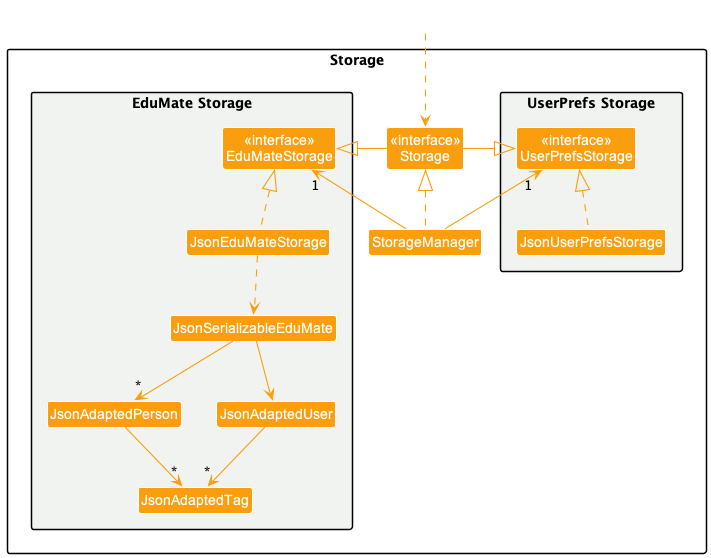 Storage
EduMate Storage
UserPrefs Storage
«interface»
EduMateStorage
«interface»
Storage
«interface»
UserPrefsStorage
1
1
JsonEduMateStorage
StorageManager
JsonUserPrefsStorage
JsonSerializableEduMate
*
JsonAdaptedPerson
JsonAdaptedUser
*
*
JsonAdaptedTag